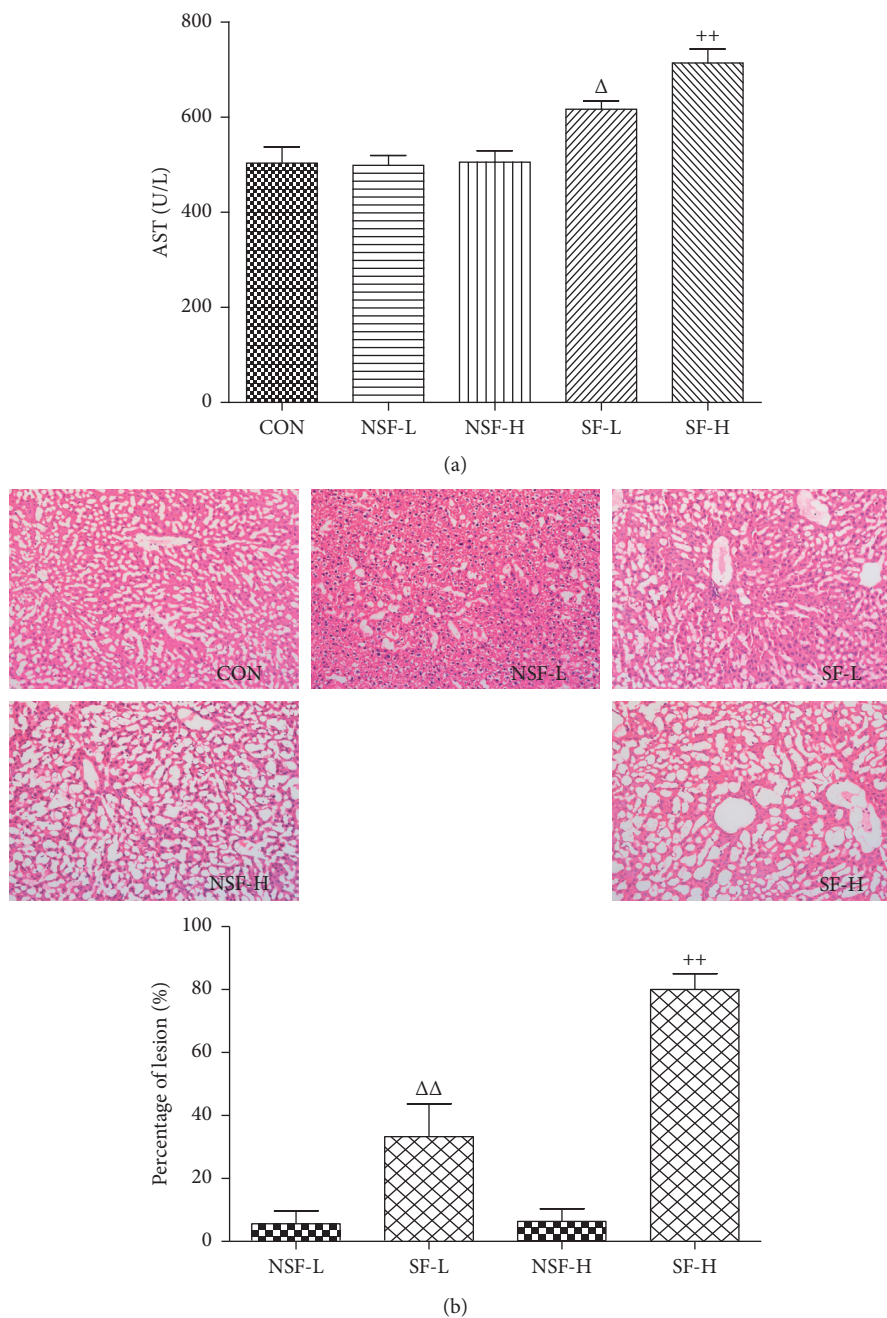 800
600
400
200
0
AST (U/L)
Δ
++
CON NSF-L NSF-H SF-L SF-H
(a)
CON
NSF-L
SF-L
NSF-H
SF-H
100
80
60
40
20
0
Percentage of lesion (%)
ΔΔ
++
NSF-L SF-L NSF-H SF-H
(b)